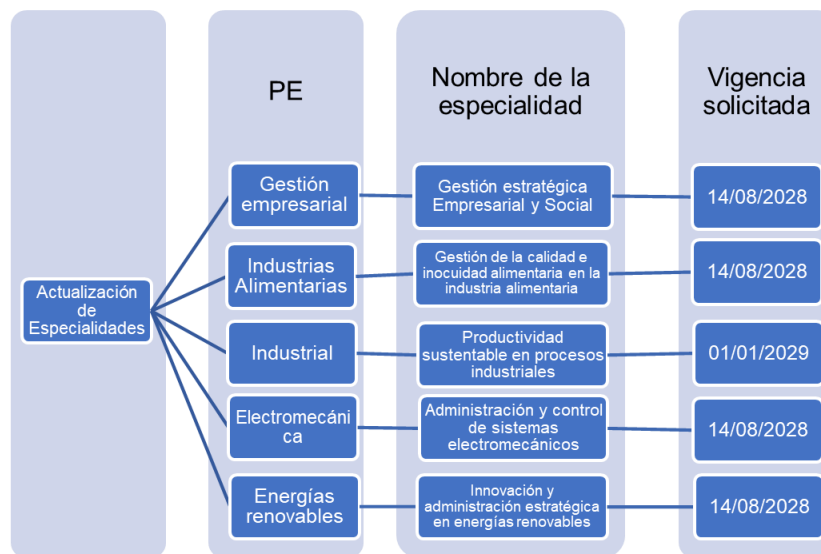 PE
Nombre de la
especialidad
Vigencia
solicitada
Actualización
de
Especialidades
Gestión
empresarial
Gestión estratégica
Empresarial y Social
14/08/2028
Industrias
Alimentarias
Gestión de la calidad e
inocuidad alimentaria en la
industria alimentaria
14/08/2028
Industrial
Productividad
sustentable en procesos
industriales
01/01/2029
Electromecáni
ca
Administración y control
de sistemas
electromecánicos
14/08/2028
Energías
renovables
Innovación y
administración estratégica
en energías renovables
14/08/2028